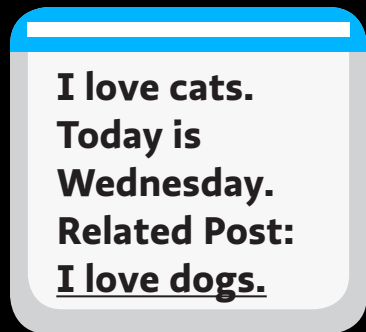 I love cats.
Today is
Wednesday.
Related Post:
I love dogs.